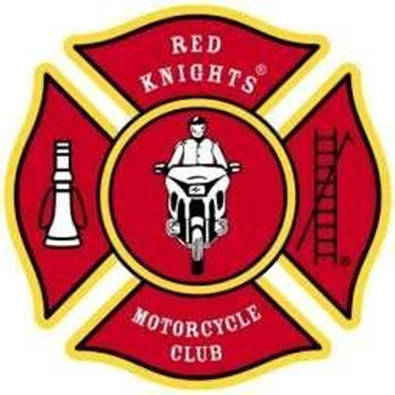 RED
KNIGHTS®
®
MOTORCYCLE
CLUB